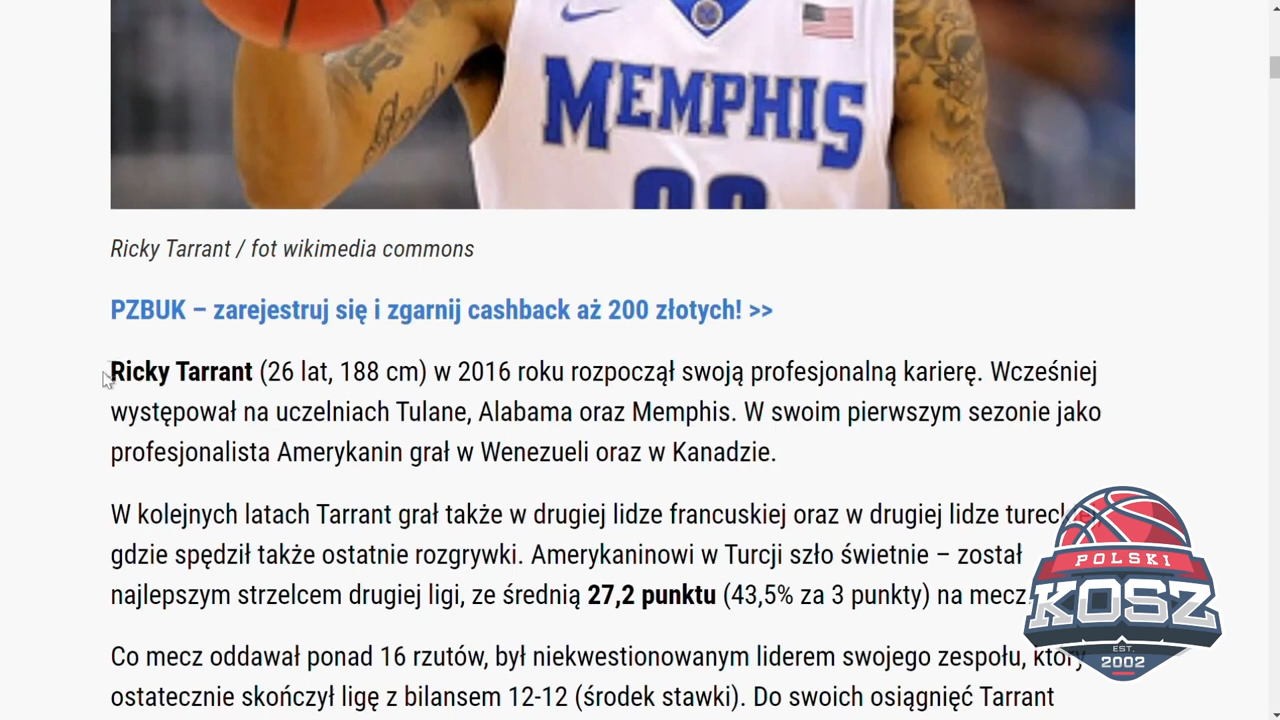 MEMPHIS
Ricky Tarrant / fot wikimedia commons
PZBUK – zarejestruj się i zgarnij cashback aż 200 złotych! >>
Ricky Tarrant (26 lat, 188 cm) w 2016 roku rozpoczął swoją profesjonalną karierę. Wcześniej
występował na uczelniach Tulane, Alabama oraz Memphis. W swoim pierwszym sezonie jako
profesjonalista Amerykanin grał w Wenezueli oraz w Kanadzie.
W kolejnych latach Tarrant grał także w drugiej lidze francuskiej oraz w drugiej lidze
gdzie spędził także ostatnie rozgrywki. Amerykaninowi w Turcji szło świetnie – został
najlepszym strzelcem drugiej ligi, ze średnią 27,2 punktu (43,5% za 3 punkty) na mecz.
Co mecz oddawał ponad 16 rzutów, był niekwestionowanym liderem swojego zespołu, który
ostatecznie skończył ligę z bilansem 12-12 (środek stawki). Do swoich osiągnięć Tarrant
POLSKI
KOSZ
EST.
2002